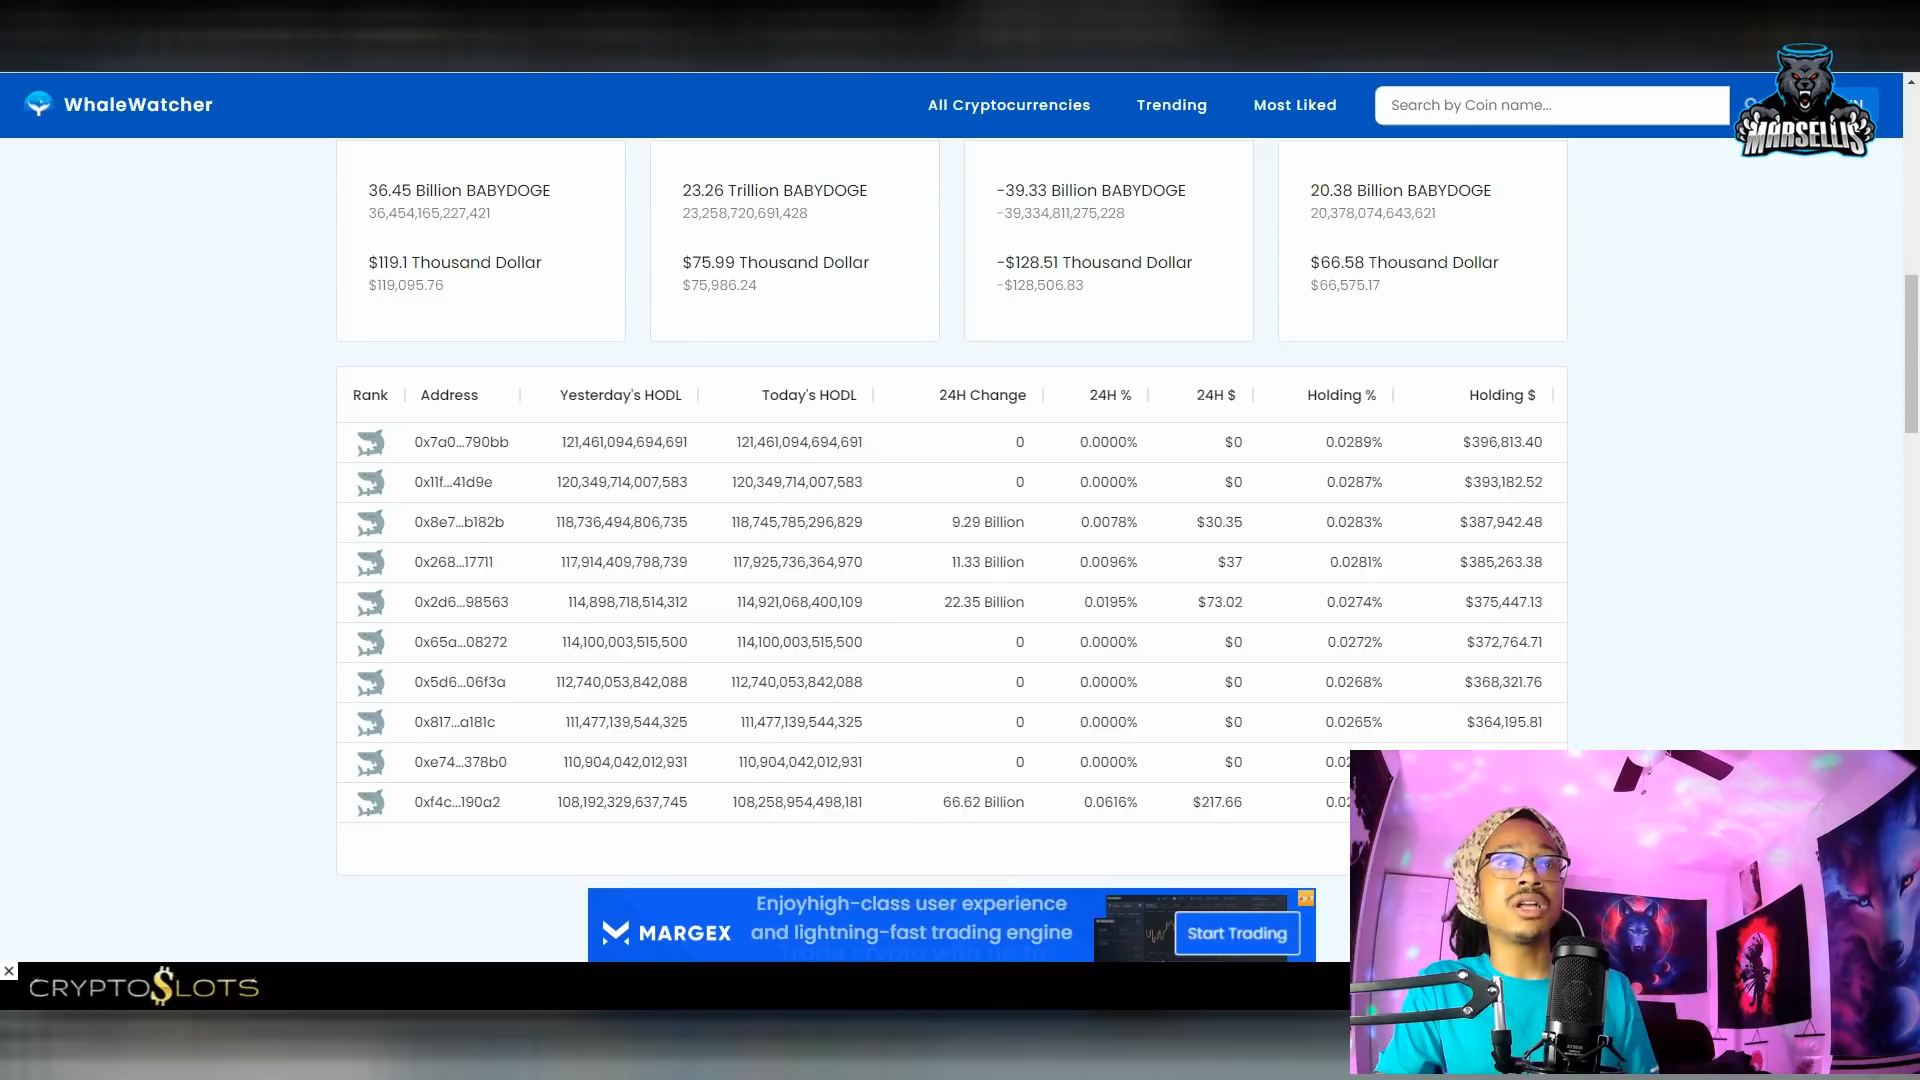 WhaleWatcher
All Cryptocurrencies
Trending
Most Liked
Search by Coin name...
MARSELLIS
36.45 Billion BABYDOGE
36,454,165,227,421
$119.1 Thousand Dollar
$119,095.76
23.26 Trillion BABYDOGE
23,258,720,691,428
$75.99 Thousand Dollar
$75,986.24
-39.33 Billion BABYDOGE
-39,334,811,275,228
-$128.51 Thousand Dollar
-$128,506.83
20.38 Billion BABYDOGE
20,378,074,643,621
$66.58 Thousand Dollar
$66,575.17
Rank Address Yesterday's HODL Today's HODL 24H Change 24H % 24H $ Holding % Holding $
0x7a0...790bb 121,461,094,694,691 121,461,094,694,691 0 0.0000% $0 0.0289% $396,813.40
0x11f...41d9e 120,349,714,007,583 120,349,714,007,583 0 0.0000% $0 0.0287% $393,182.52
0x8e7...b182b 118,736,494,806,735 118,745,785,296,829 9.29 Billion 0.0078% $30.35 0.0283% $387,942.48
0x268...17711 117,914,409,798,739 117,925,736,364,970 11.33 Billion 0.0096% $37 0.0281% $385,263.38
0x2d6...98563 114,898,718,514,312 114,921,068,400,109 22.35 Billion 0.0195% $73.02 0.0274% $375,447.13
0x65a...08272 114,100,003,515,500 114,100,003,515,500 0 0.0000% $0 0.0272% $372,764.71
0x5d6...06f3a 112,740,053,842,088 112,740,053,842,088 0 0.0000% $0 0.0268% $368,321.76
0x817...a181c 111,477,139,544,325 111,477,139,544,325 0 0.0000% $0 0.0265% $364,195.81
0xe74...378b0 110,904,042,012,931 110,904,042,012,931 0 0.0000% $0 0.02
0xf4c...190a2 108,192,329,637,745 108,258,954,498,181 66.62 Billion 0.0616% $217.66 0.02
MARGEX
Enjoyhigh-class user experience
and lightning-fast trading engine
Start Trading
CRYPTO$LOTS